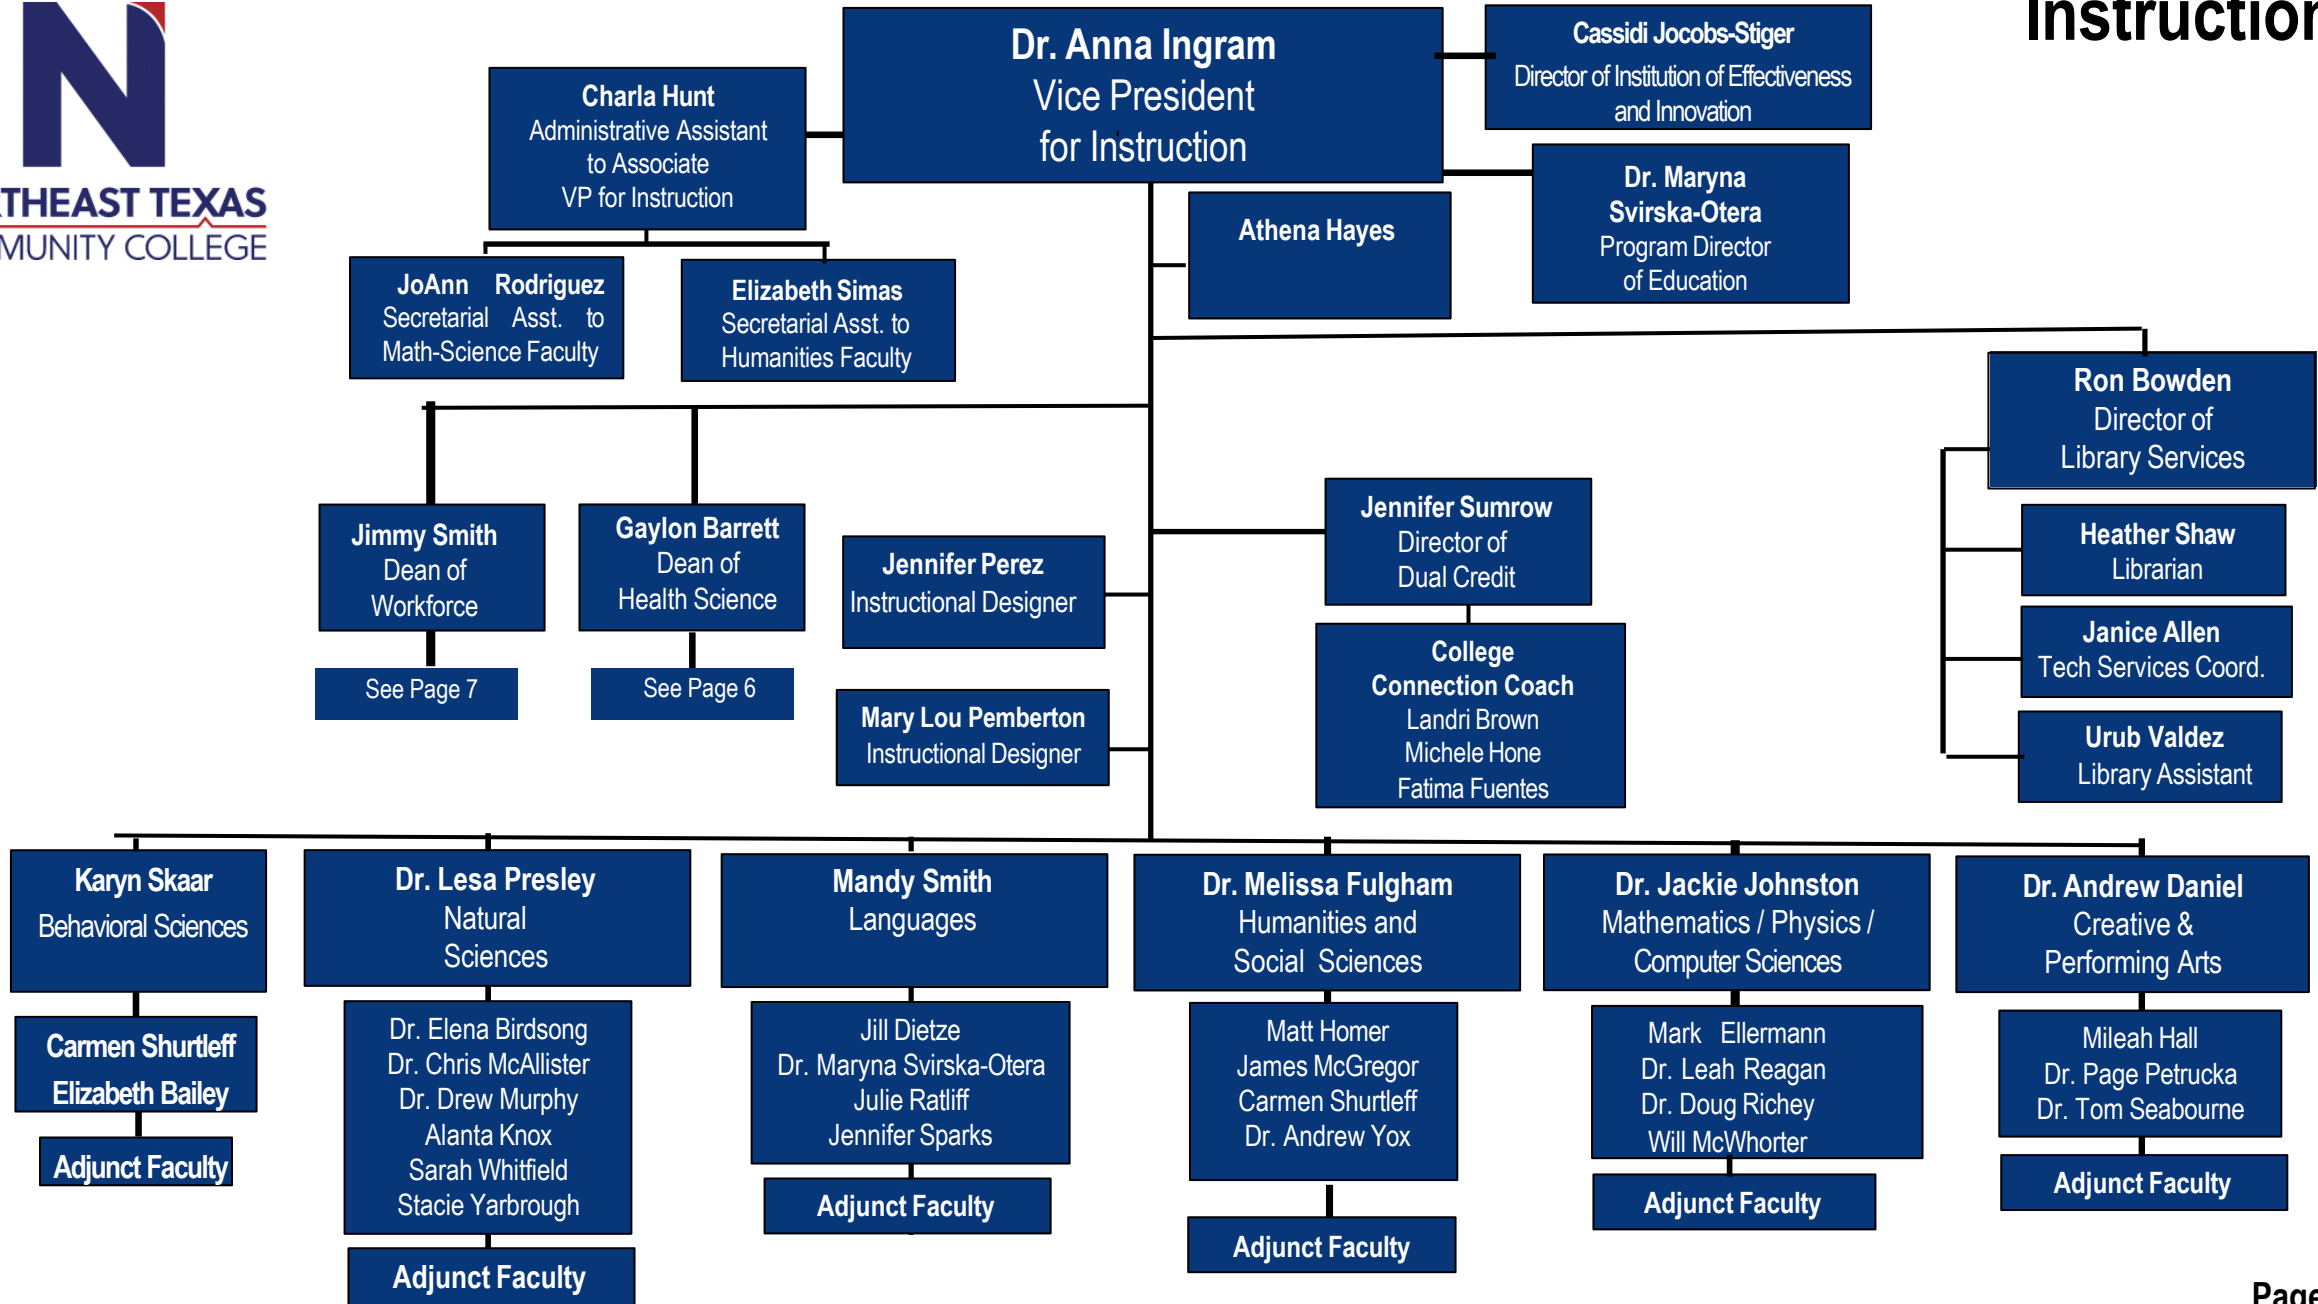 Instruction
THEAST TEXAS
MUNITY COLLEGE
Dr. Anna Ingram
Vice President
for Instruction
Cassidi Jocobs-Stiger
Director of Institution of Effectiveness
and Innovation
Charla Hunt
Administrative Assistant
to Associate
VP for Instruction
Dr. Maryna
Svirska-Otera
Program Director
of Education
Athena Hayes
JoAnn Rodriguez
Secretarial Asst. to
Math-Science Faculty
Elizabeth Simas
Secretarial Asst. to
Humanities Faculty
Ron Bowden
Director of
Library Services
Jimmy Smith
Dean of
Workforce
See Page 7
Gaylon Barrett
Dean of
Health Science
See Page 6
Jennifer Perez
Instructional Designer
Mary Lou Pemberton
Instructional Designer
Jennifer Sumrow
Director of
Dual Credit
College
Connection Coach
Landri Brown
Michele Hone
Fatima Fuentes
Heather Shaw
Librarian
Janice Allen
Tech Services Coord.
Urub Valdez
Library Assistant
Karyn Skaar
Behavioral Sciences
Carmen Shurtleff
Elizabeth Bailey
Adjunct Faculty
Dr. Lesa Presley
Natural
Sciences
Dr. Elena Birdsong
Dr. Chris McAllister
Dr. Drew Murphy
Alanta Knox
Sarah Whitfield
Stacie Yarbrough
Adjunct Faculty
Mandy Smith
Languages
Jill Dietze
Dr. Maryna Svirska-Otera
Julie Ratliff
Jennifer Sparks
Adjunct Faculty
Dr. Melissa Fulgham
Humanities and
Social Sciences
Matt Homer
James McGregor
Carmen Shurtleff
Dr. Andrew Yox
Adjunct Faculty
Dr. Jackie Johnston
Mathematics / Physics /
Computer Sciences
Mark Ellermann
Dr. Leah Reagan
Dr. Doug Richey
Will McWhorter
Adjunct Faculty
Dr. Andrew Daniel
Creative &
Performing Arts
Mileah Hall
Dr. Page Petrucka
Dr. Tom Seabourne
Adjunct Faculty
Page